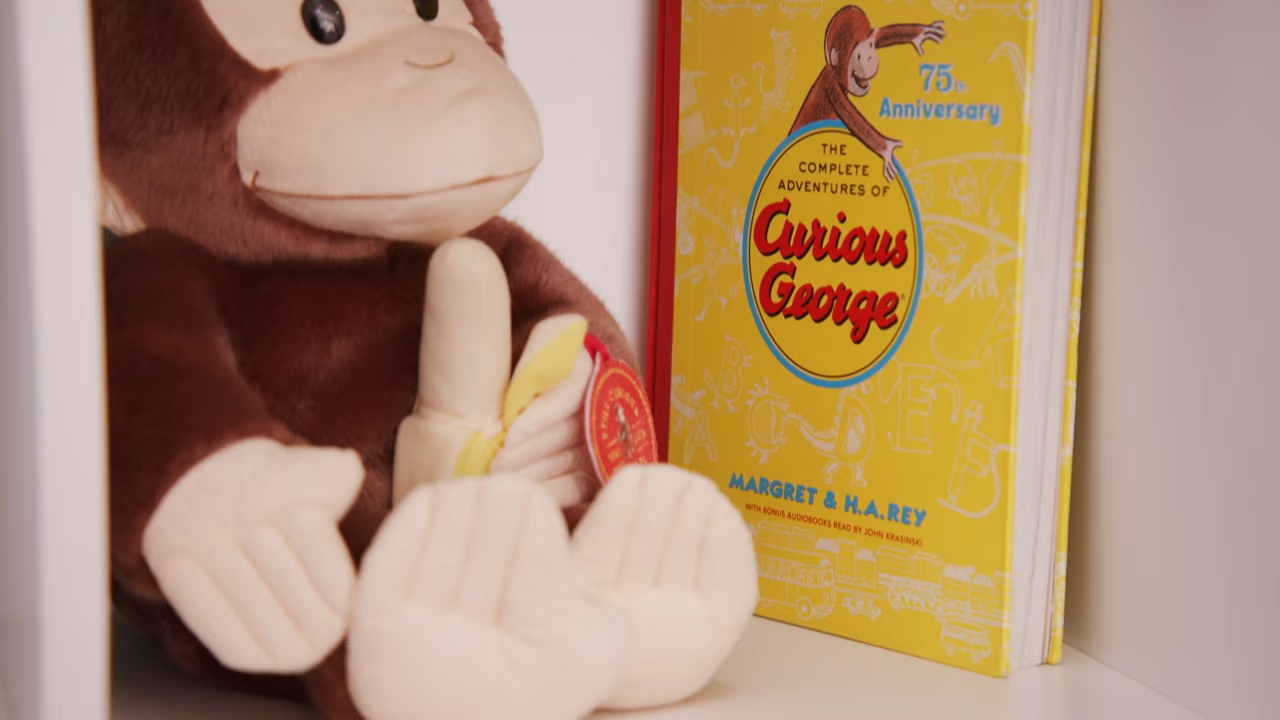 75th
Anniversary
THE
COMPLETE
ADVENTURES OF
Curious
George
MARGRET & H.A.REY
WITH BONUS AUDIOBOOKS READ BY JOHN KRASINSKI
B
C D E
A
F